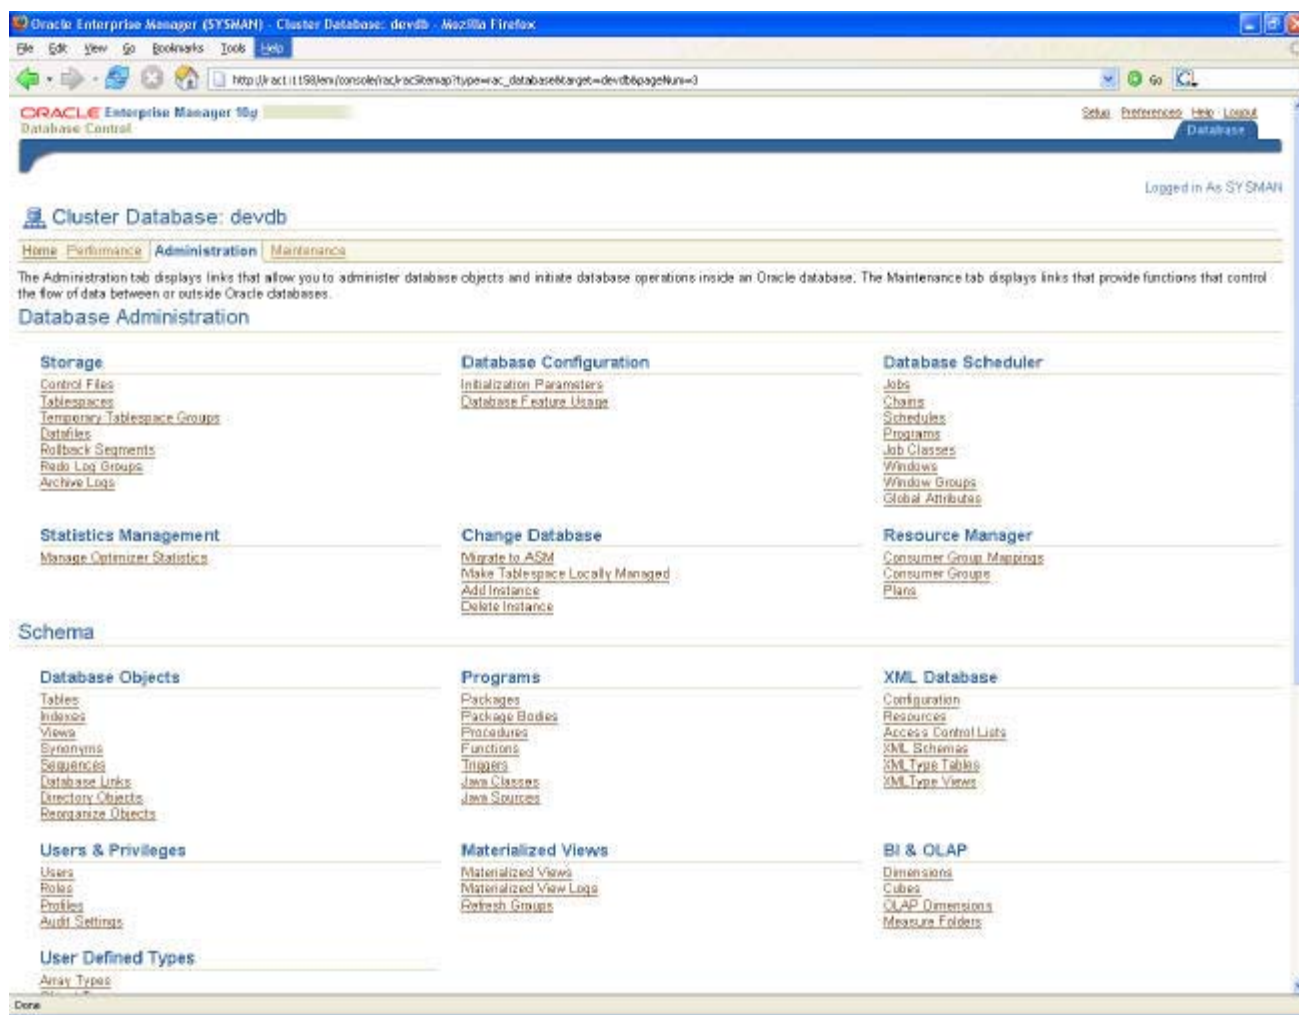 Oracle Enterprise Manager (SYSMAN) - Cluster Database: devdb - Mozilla Firefox
File Edit View Go Bookmarks Tools Help
Go
ORACLE Enterprise Manager 10g
Database Control
Setup Preferences Help Logout
Database
Logged in As SYSMAN
Cluster Database: devdb
Home Performance Administration Maintenance
The Administration tab displays links that allow you to administer database objects and initiate database operations inside an Oracle database. The Maintenance tab displays links that provide functions that control
the flow of data between or outside Oracle databases.
Database Administration
Storage
Control Files
Tablespaces
Temporary Tablespace Groups
Datafiles
Rollback Segments
Redo Log Groups
Archive Logs
Database Configuration
Initialization Parameters
Database Feature Usage
Database Scheduler
Jobs
Chains
Schedules
Programs
Job Classes
Windows
Window Groups
Global Attributes
Statistics Management
Manage Optimizer Statistics
Change Database
Migrate to ASM
Make Tablespace Locally Managed
Add Instance
Delete Instance
Resource Manager
Consumer Group Mappings
Consumer Groups
Plans
Schema
Database Objects
Tables
Indexes
Views
Synonyms
Sequences
Database Links
Directory Objects
Reorganize Objects
Programs
Packages
Package Bodies
Procedures
Functions
Triggers
Java Classes
Java Sources
XML Database
Configuration
Resources
Access Control Lists
XML Schemas
XMLType Tables
XMLType Views
Users & Privileges
Users
Roles
Profiles
Audit Settings
Materialized Views
Materialized Views
Materialized View Logs
Refresh Groups
BI & OLAP
Dimensions
Cubes
OLAP Dimensions
Measure Folders
User Defined Types
Array Types
Done